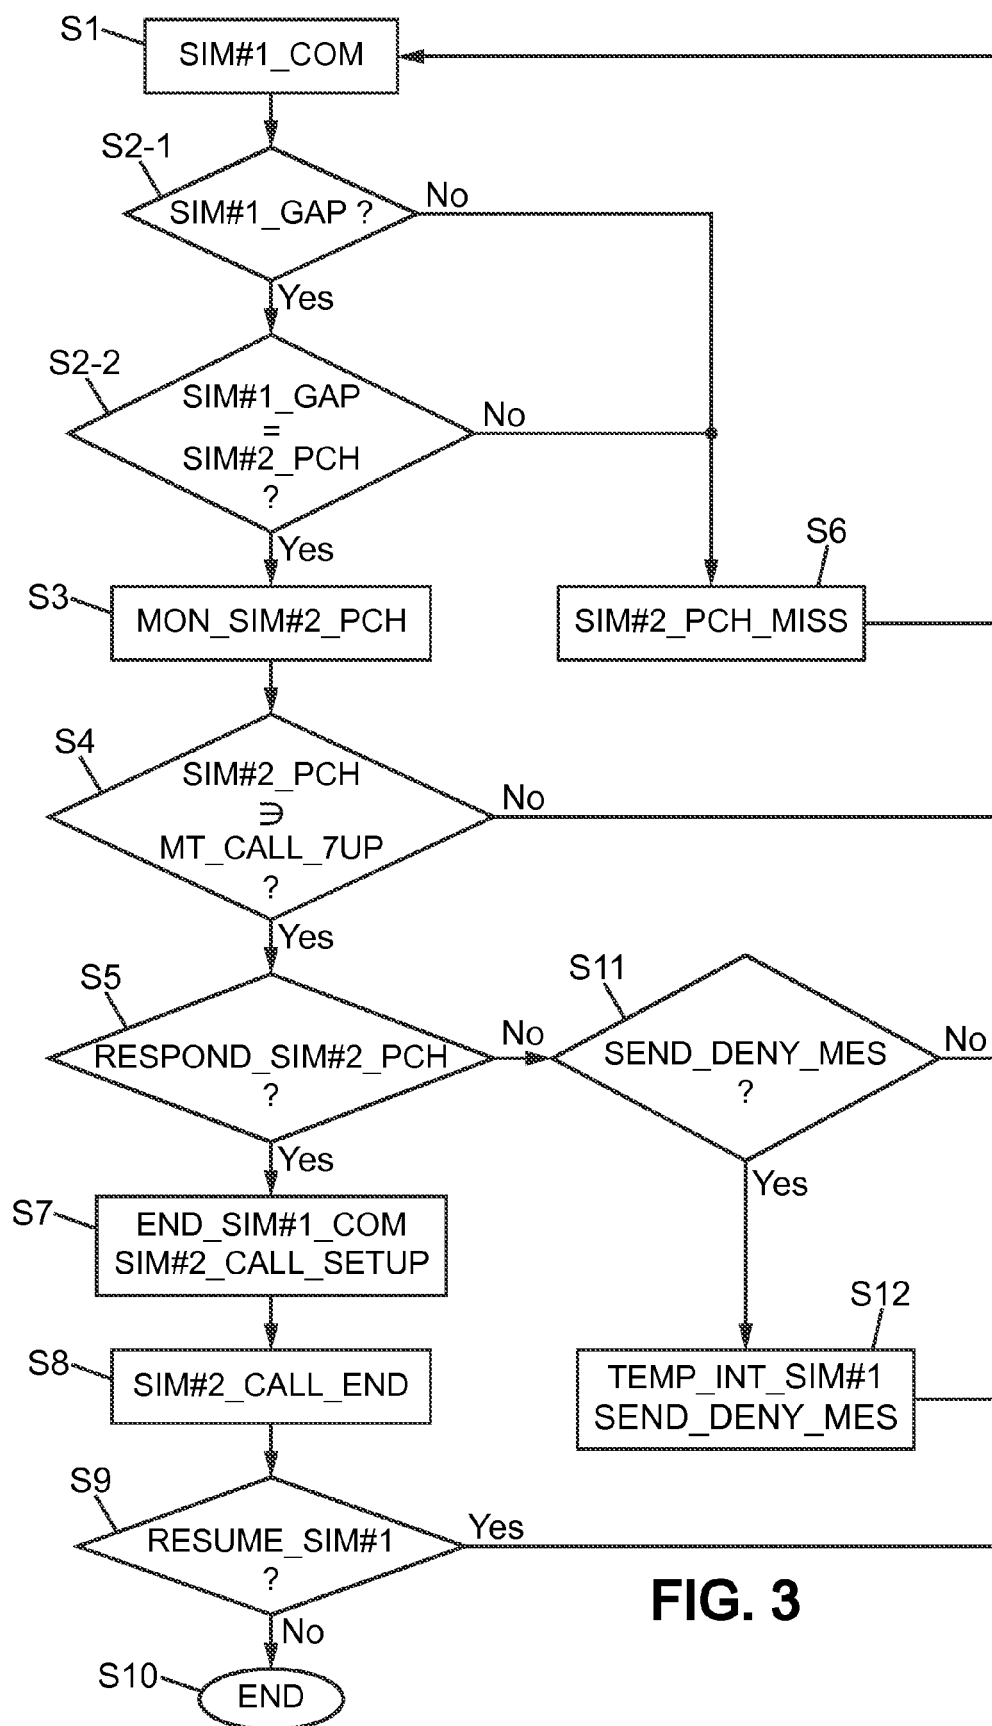 S1
SIM#1_COM
S2-1
SIM#1_GAP ?
No
Yes
S2-2
SIM#1_GAP
=
SIM#2_PCH
?
No
Yes
S3
MON_SIM#2_PCH
S6
SIM#2_PCH_MISS
S4
SIM#2_PCH
∋
MT_CALL_7UP
?
No
Yes
S5
RESPOND_SIM#2_PCH
?
No
S11
SEND_DENY_MES
?
No
Yes
Yes
S7
END_SIM#1_COM
SIM#2_CALL_SETUP
S12
TEMP_INT_SIM#1
SEND_DENY_MES
S8
SIM#2_CALL_END
S9
RESUME_SIM#1
?
Yes
No
FIG. 3
S10
END